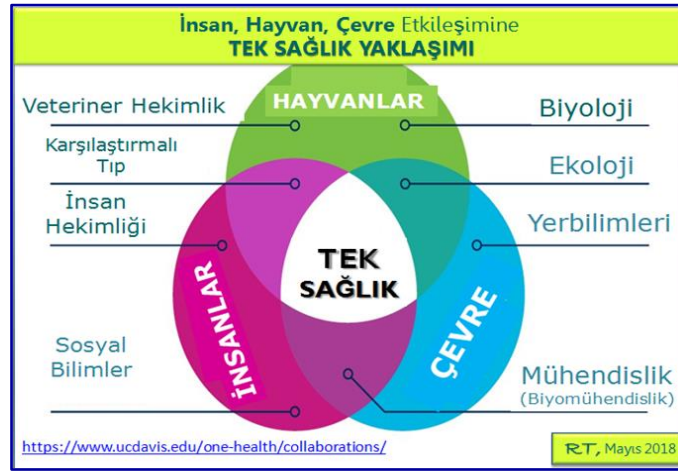 İnsan, Hayvan, Çevre Etkileşimine
TEK SAĞLIK YAKLAŞIMI
HAYVANLAR
Veteriner Hekimlik
Biyoloji
Karşılaştırmalı
Tıp
Ekoloji
İnsan
Hekimliği
Yerbilimleri
TEK
SAĞLIK
İNSANLAR
ÇEVRE
Sosyal
Bilimler
Mühendislik
(Biyomühendislik)
https://www.ucdavis.edu/one-health/collaborations/
RT, Mayıs 2018